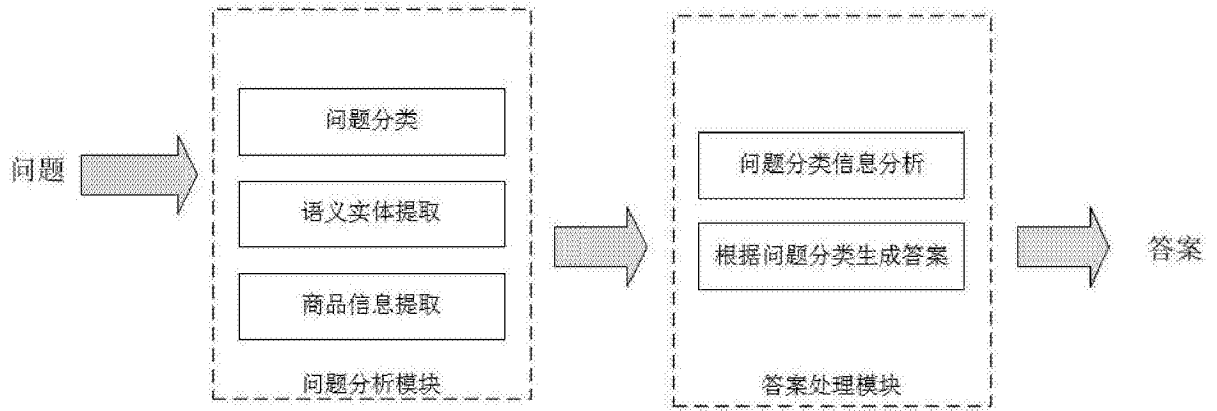 问题
问题分类
语义实体提取
商品信息提取
问题分析模块
问题分类信息分析
根据问题分类生成答案
答案处理模块
答案